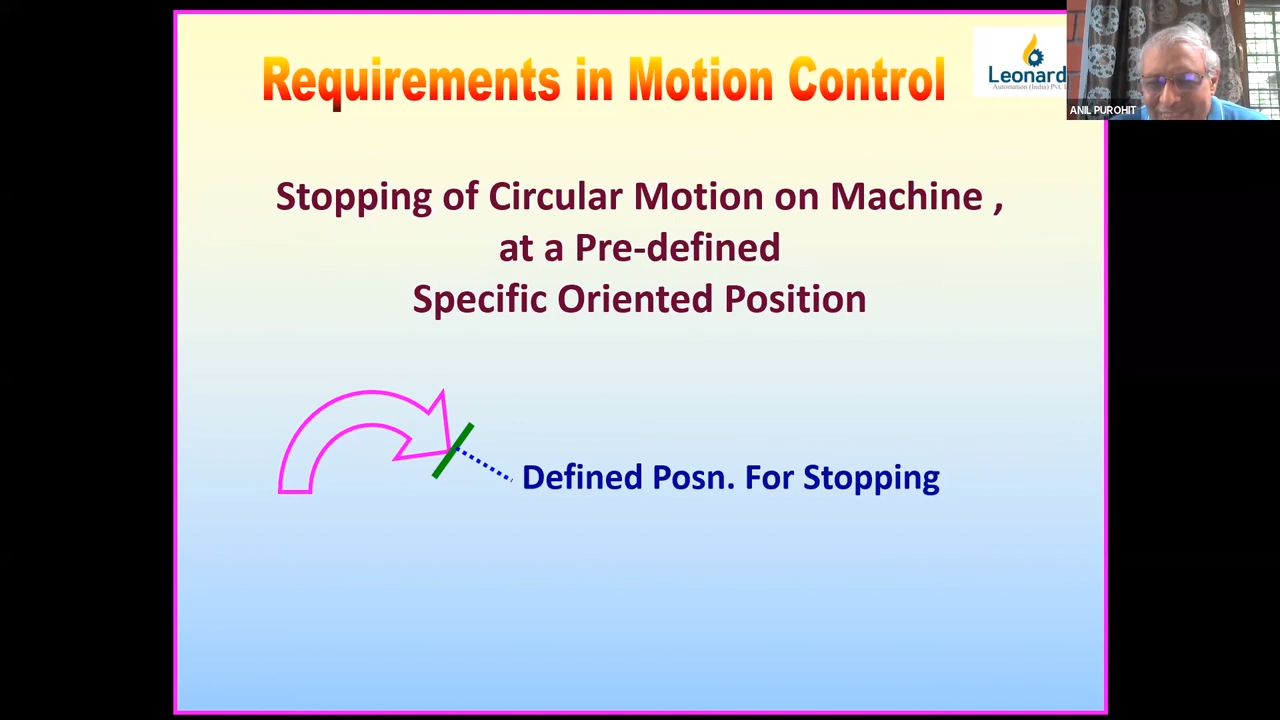 Requirements in Motion Control
Leonard
Automation (India) Pvt.
ANIL PUROHIT
Stopping of Circular Motion on Machine ,
at a Pre-defined
Specific Oriented Position
Defined Posn. For Stopping